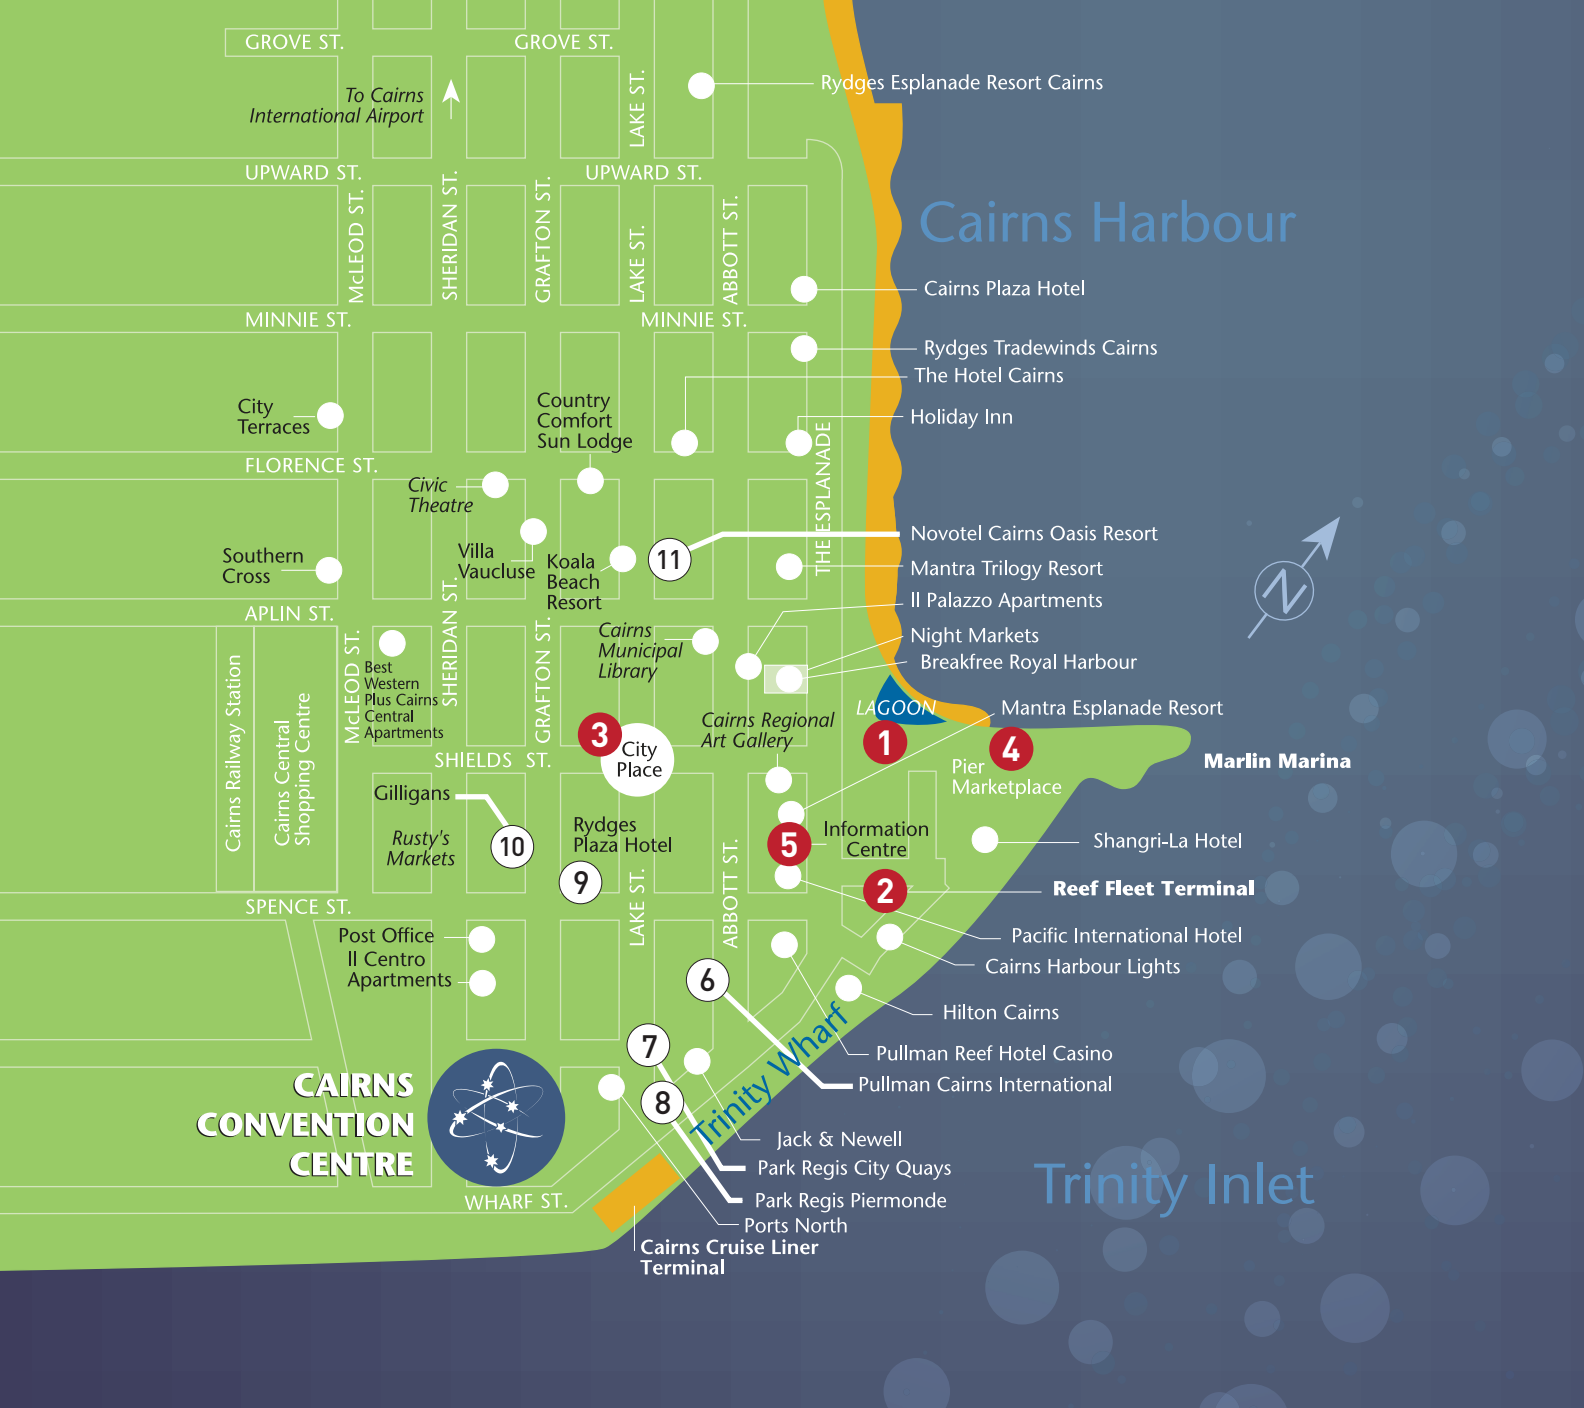 GROVE ST.
GROVE ST.
To Cairns
International Airport
LAKE ST.
Rydges Esplanade Resort Cairns
UPWARD ST.
UPWARD ST.
McLEOD ST.
SHERIDAN ST.
GRAFTON ST.
LAKE ST.
ABBOTT ST.
Cairns Harbour
Cairns Plaza Hotel
MINNIE ST.
MINNIE ST.
Rydges Tradewinds Cairns
The Hotel Cairns
Holiday Inn
City
Terraces
Country
Comfort
Sun Lodge
THE ESPLANADE
FLORENCE ST.
Civic
Theatre
Novotel Cairns Oasis Resort
11
Southern
Cross
Villa
Vaucluse
Koala
Beach
Resort
Mantra Trilogy Resort
N
Il Palazzo Apartments
APLIN ST.
McLEOD ST.
SHERIDAN ST.
GRAFTON ST.
Cairns
Municipal
Library
Night Markets
Breakfree Royal Harbour
Best
Western
Plus Cairns
Central
Apartments
Cairns Railway Station
Cairns Central
Shopping Centre
LAGOON
Mantra Esplanade Resort
Cairns Regional
Art Gallery
3
City
Place
1
4
SHIELDS ST.
Pier
Marketplace
Marlin Marina
Gilligans
Rusty's
Markets
10
Rydges
Plaza Hotel
9
5
Information
Centre
Shangri-La Hotel
2
Reef Fleet Terminal
SPENCE ST.
LAKE ST.
ABBOTT ST.
Post Office
Il Centro
Apartments
Pacific International Hotel
Cairns Harbour Lights
6
Hilton Cairns
Trinity Wharf
7
Pullman Reef Hotel Casino
Pullman Cairns International
8
CAIRNS
CONVENTION
CENTRE
Jack & Newell
Park Regis City Quays
Trinity Inlet
Park Regis Piermonde
WHARF ST.
Ports North
Cairns Cruise Liner
Terminal